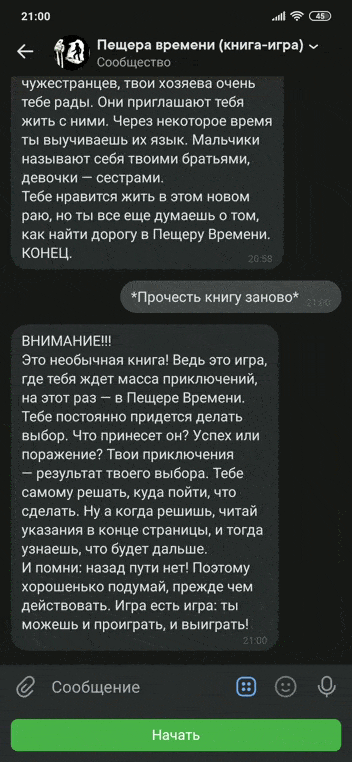 21:00
45
Пещера времени (книга-игра)
Сообщество
чужестранцев, твои хозяева очень
тебе рады. Они приглашают тебя
жить с ними. Через некоторое время
ты выучиваешь их язык. Мальчики
называют себя твоими братьями,
девочки — сестрами.
Тебе нравится жить в этом новом
раю, но ты все еще думаешь о том,
как найти дорогу в Пещеру Времени.
КОНЕЦ.
20:58
*Прочесть книгу заново*
21:00
ВНИМАНИЕ!!!
Это необычная книга! Ведь это игра,
где тебя ждет масса приключений,
на этот раз — в Пещере Времени.
Тебе постоянно придется делать
выбор. Что принесет он? Успех или
поражение? Твои приключения
— результат твоего выбора. Тебе
самому решать, куда пойти, что
сделать. Ну а когда решишь, читай
указания в конце страницы, и тогда
узнаешь, что будет дальше.
И помни: назад пути нет! Поэтому
хорошенько подумай, прежде чем
действовать. Игра есть игра: ты
можешь и проиграть, и выиграть!
21:00
Сообщение
Начать